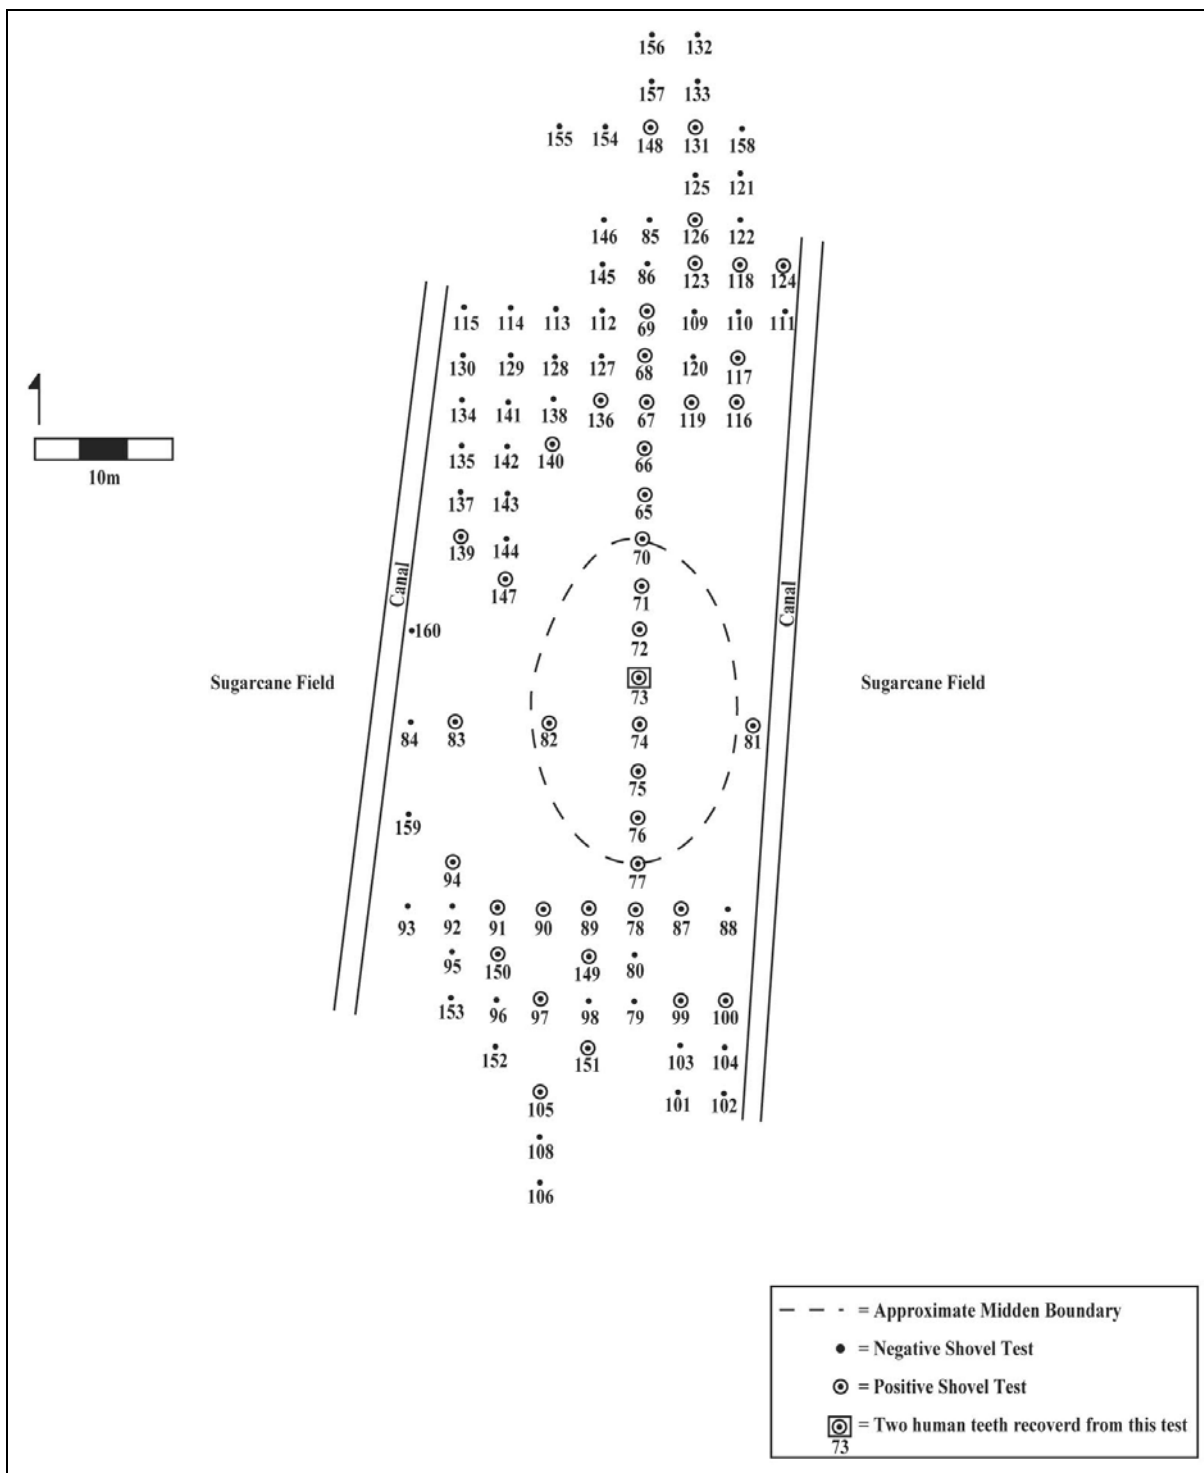 156 132
157 133
155 154 148 131 158
125 121
146 85 126 122
145 86 123 118 124
115 114 113 112 69 109 110 111
130 129 128 127 68 120 117
134 141 138 136 67 119 116
135 142 140 66
10m
137 143 65
139 144 70
Canal
147 71
Canal
160 72
Sugarcane Field
73
Sugarcane Field
84 83 82 74 81
75
159 76
94 77
93 92 91 90 89 78 87 88
95 150 149 80
153 96 97 98 79 99 100
152 151 103 104
105 101 102
108
106
= Approximate Midden Boundary
= Negative Shovel Test
= Positive Shovel Test
= Two human teeth recoverd from this test
73